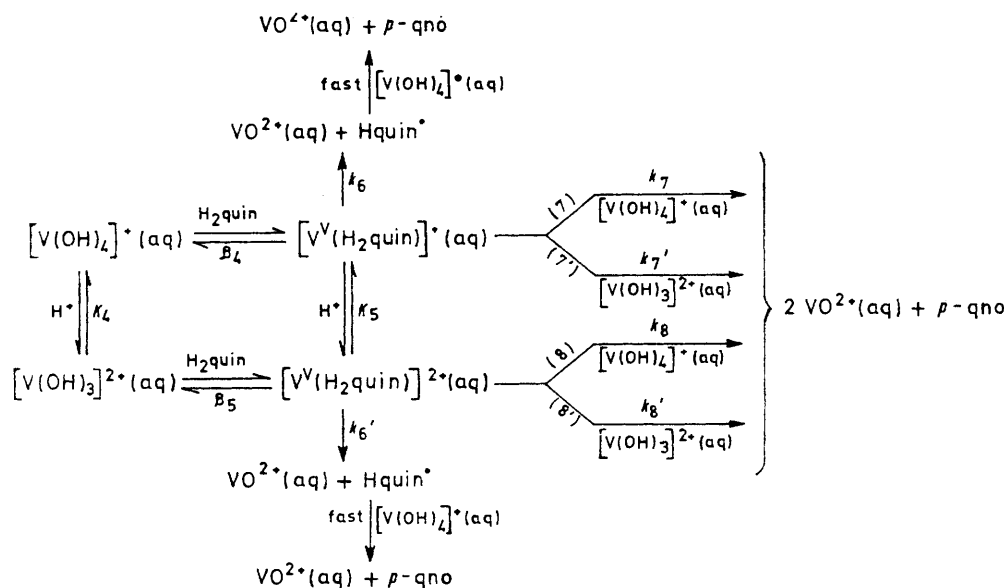 VO²⁺(aq) + p-qno
fast [V(OH)₄]⁺(aq)
VO²⁺(aq) + Hquin•
k₆
[V(OH)₄]⁺(aq) H₂quin β₄ [Vⱽ(H₂quin)]⁺(aq)
(7) k₇ [V(OH)₄]⁺(aq)
(7') k₇' [V(OH)₃]²⁺(aq)
H⁺ K₄ H⁺ K₅
2 VO²⁺(aq) + p-qno
[V(OH)₃]²⁺(aq) H₂quin β₅ [Vⱽ(H₂quin)]²⁺(aq)
(8) k₈ [V(OH)₄]⁺(aq)
(8') k₈' [V(OH)₃]²⁺(aq)
k₆'
VO²⁺(aq) + Hquin•
fast [V(OH)₄]⁺(aq)
VO²⁺(aq) + p-qno